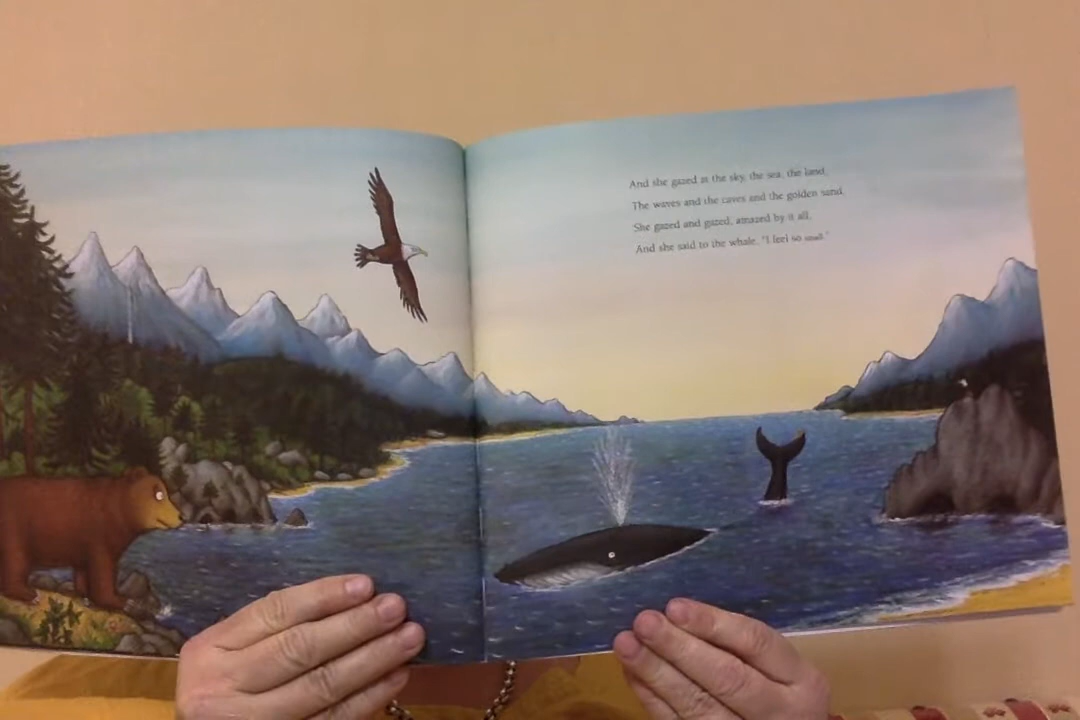 And she gazed at the sky, the sea, the land,
The waves and the caves and the golden sand.
She gazed and gazed, amazed by it all,
And she said to the whale, "I feel so small."